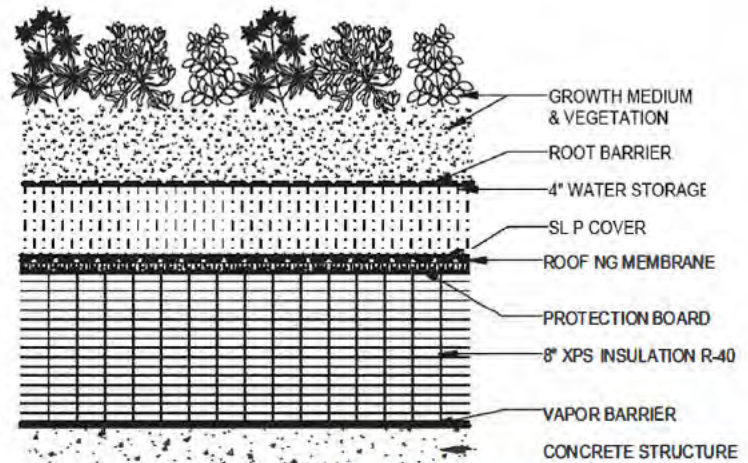 GROWTH MEDIUM
& VEGETATION
ROOT BARRIER
4" WATER STORAGE
SL P COVER
ROOF NG MEMBRANE
PROTECTION BOARD
8" XPS INSULATION R-40
VAPOR BARRIER
CONCRETE STRUCTURE